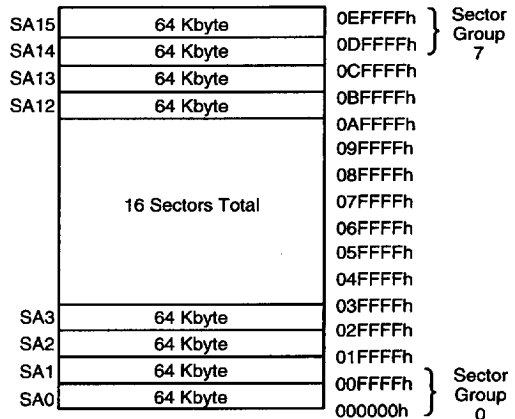 SA15 64 Kbyte 0EFFFFh Sector
SA14 64 Kbyte 0DFFFFh Group
7
SA13 64 Kbyte 0CFFFFh
SA12 64 Kbyte 0BFFFFh
0AFFFFh
09FFFFh
08FFFFh
16 Sectors Total 07FFFFh
06FFFFh
05FFFFh
04FFFFh
03FFFFh
SA3 64 Kbyte 02FFFFh
SA2 64 Kbyte 01FFFFh
SA1 64 Kbyte 00FFFFh Sector
SA0 64 Kbyte 000000h Group
0